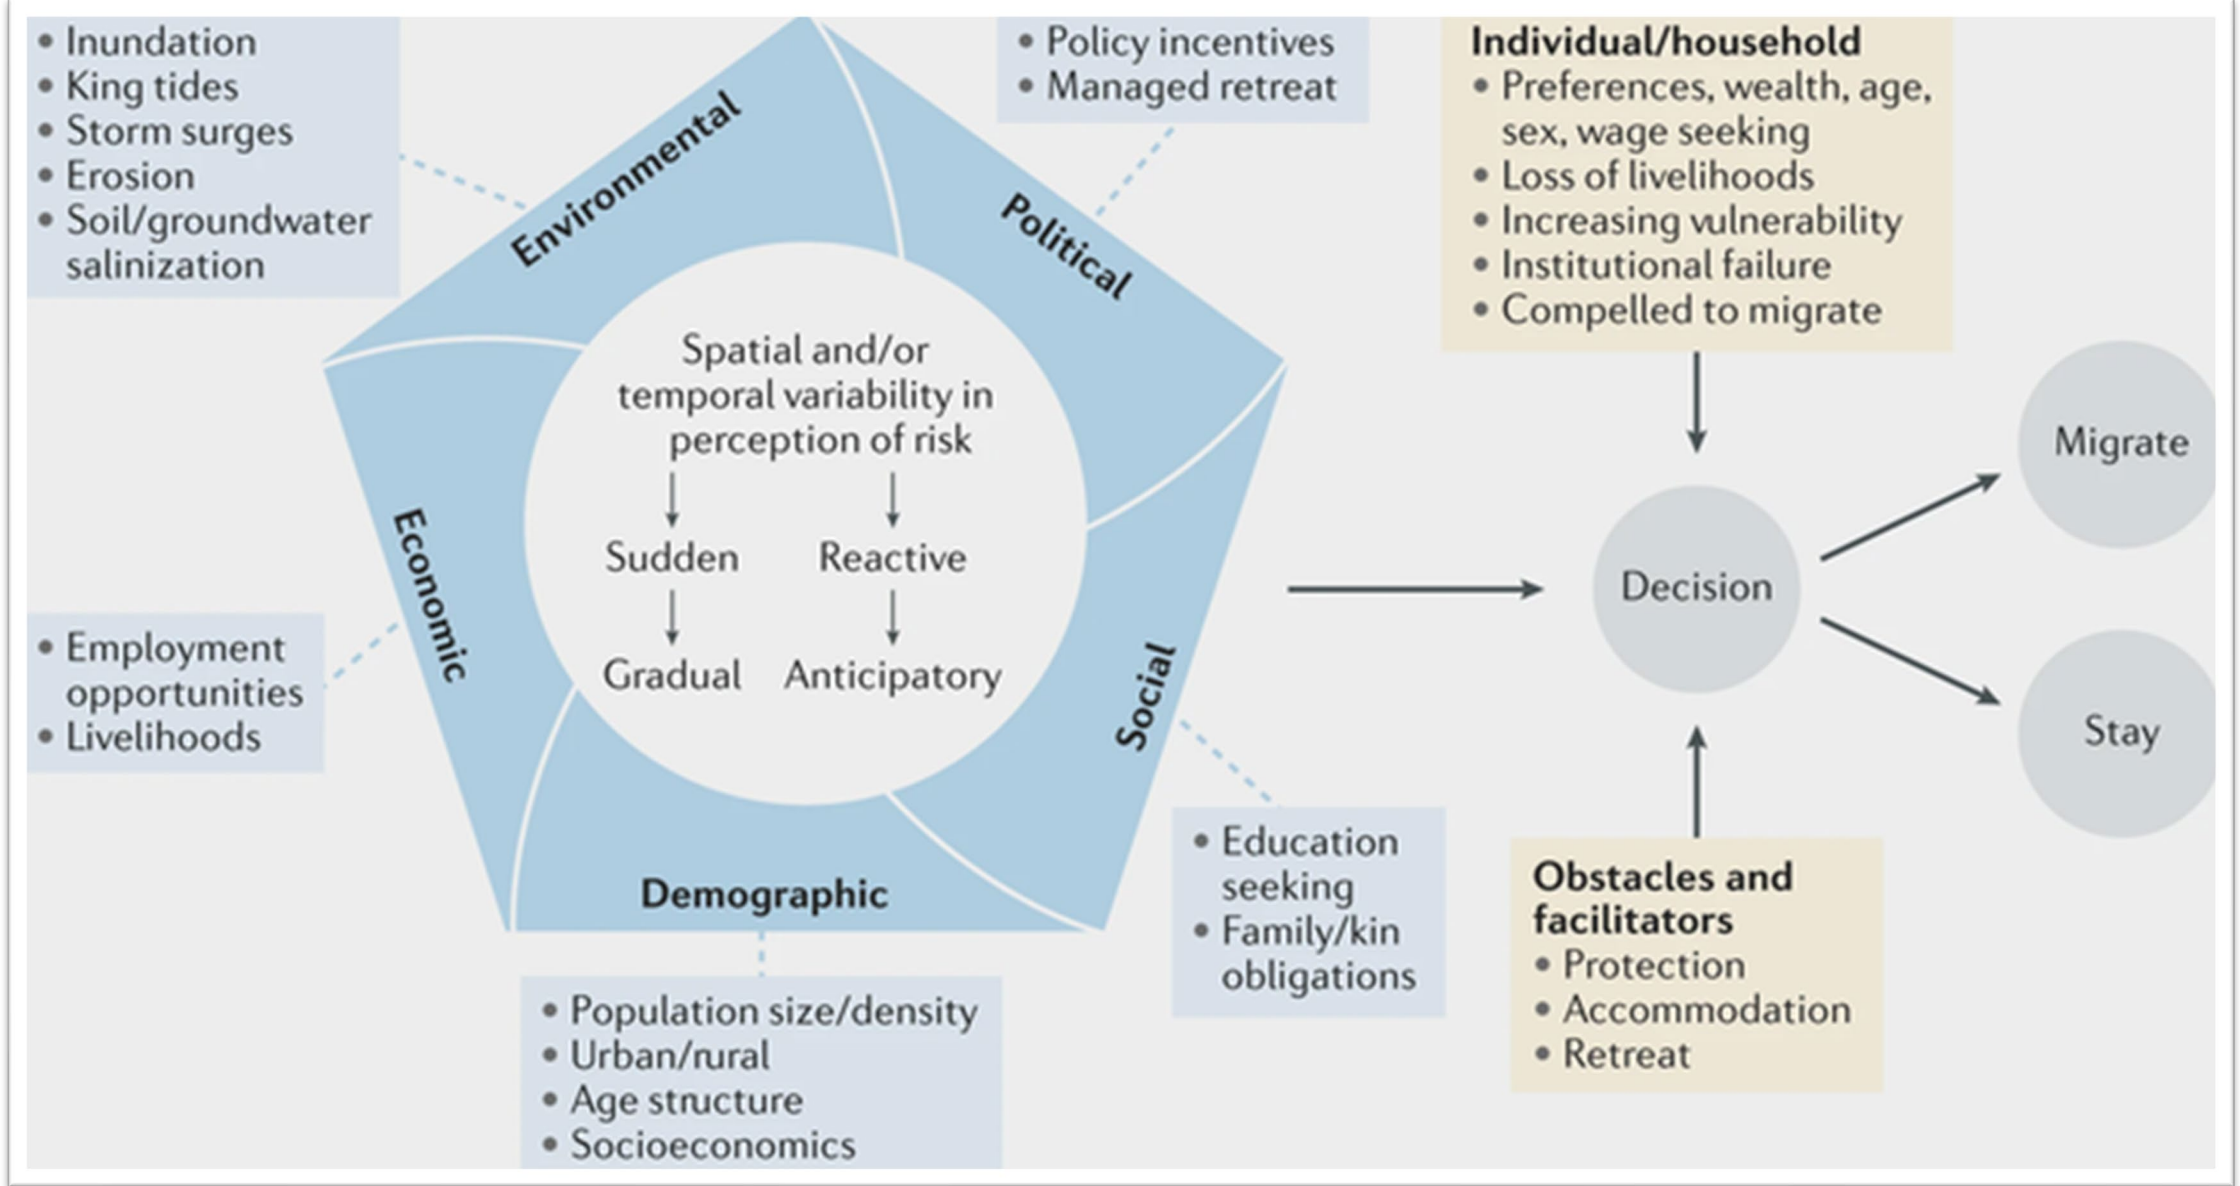 • Inundation
• King tides
• Storm surges
• Erosion
• Soil/groundwater
salinization
Environmental
• Policy incentives
• Managed retreat
Political
Individual/household
• Preferences, wealth, age,
sex, wage seeking
• Loss of livelihoods
• Increasing vulnerability
• Institutional failure
• Compelled to migrate
Spatial and/or
temporal variability in
perception of risk
Sudden
Reactive
Gradual
Anticipatory
Economic
• Employment
opportunities
• Livelihoods
Social
• Education
seeking
• Family/kin
obligations
Demographic
• Population size/density
• Urban/rural
• Age structure
• Socioeconomics
Decision
Migrate
Stay
Obstacles and
facilitators
• Protection
• Accommodation
• Retreat